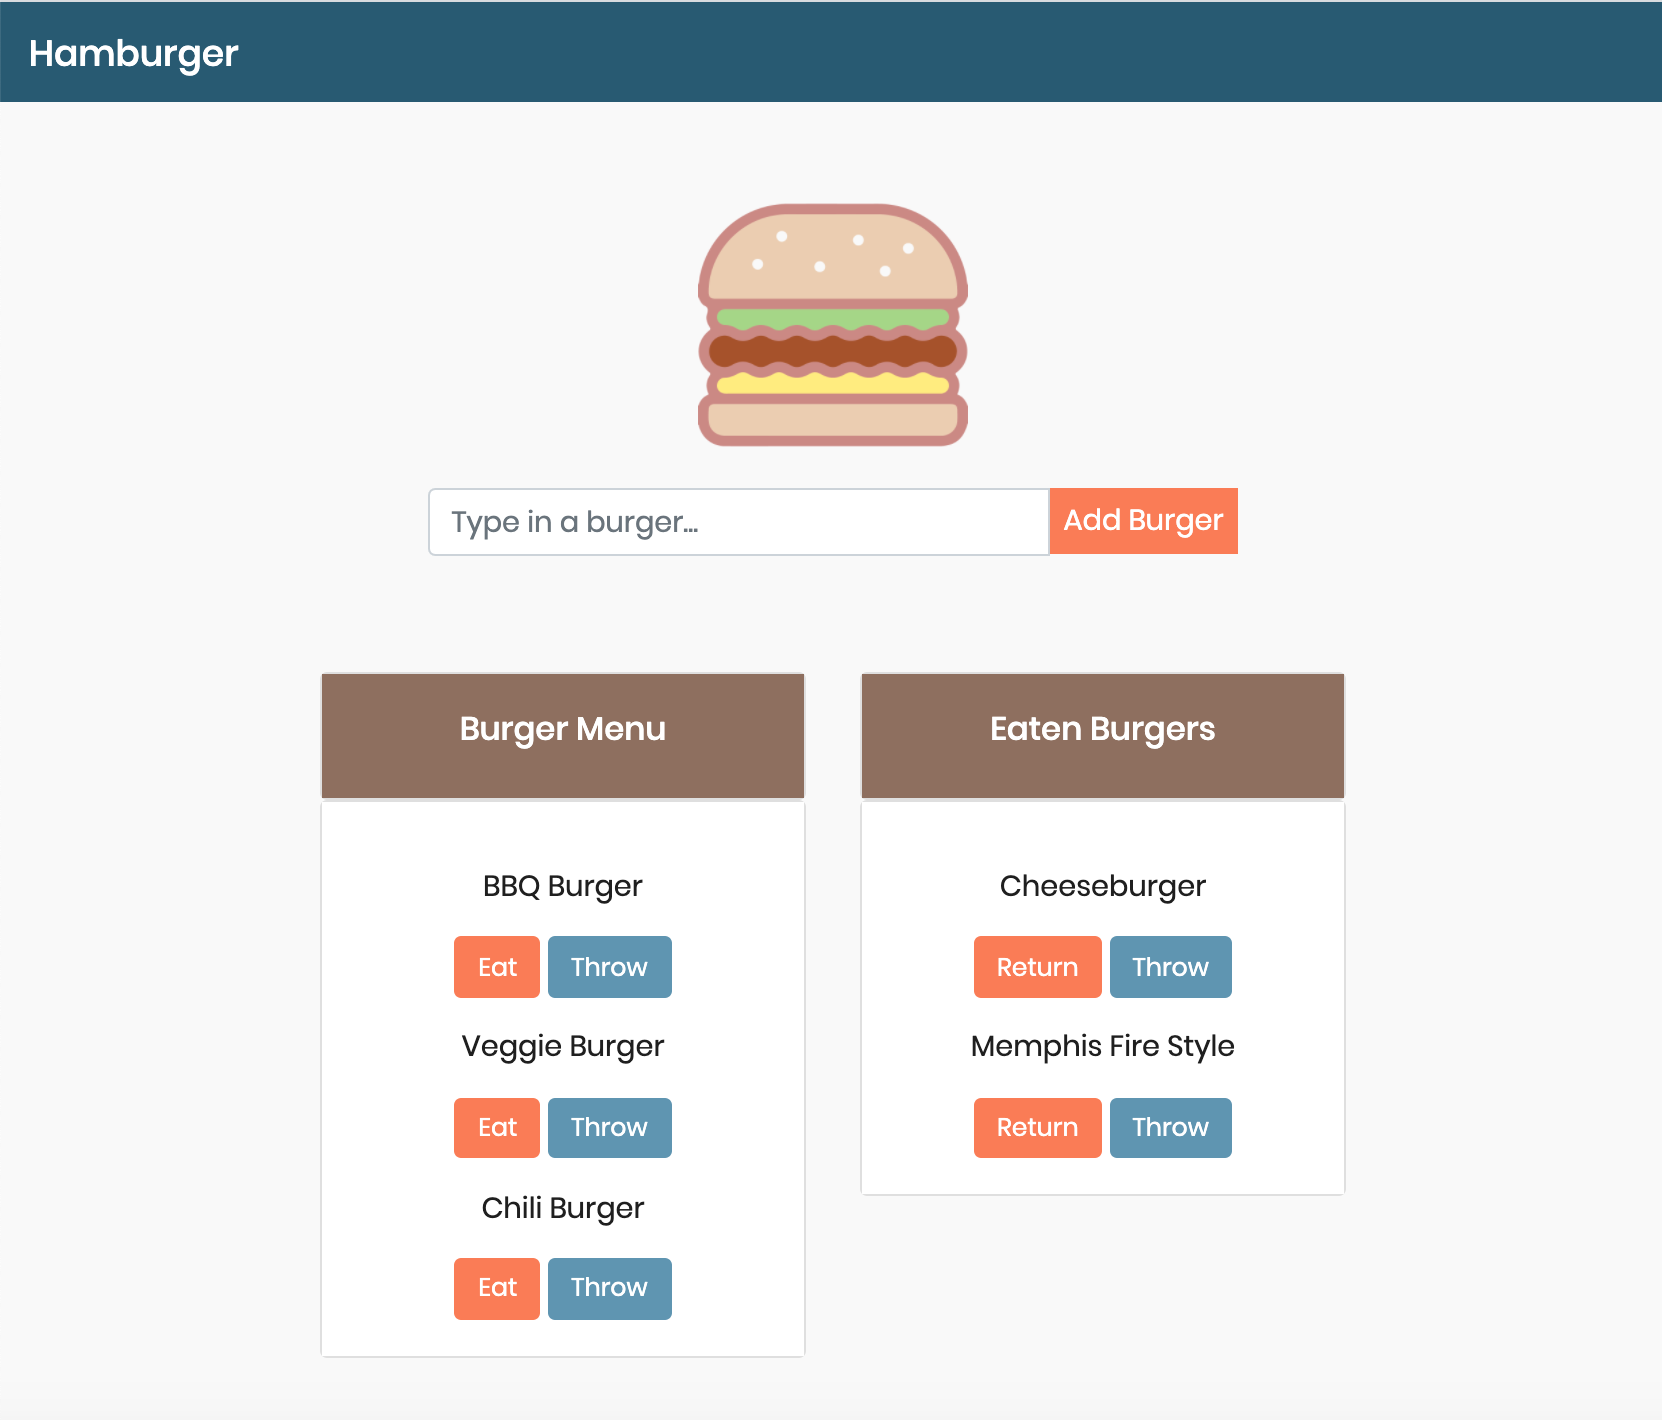 Hamburger
Type in a burger...
Add Burger
Burger Menu
BBQ Burger
Eat Throw
Veggie Burger
Eat Throw
Chili Burger
Eat Throw
Eaten Burgers
Cheeseburger
Return Throw
Memphis Fire Style
Return Throw